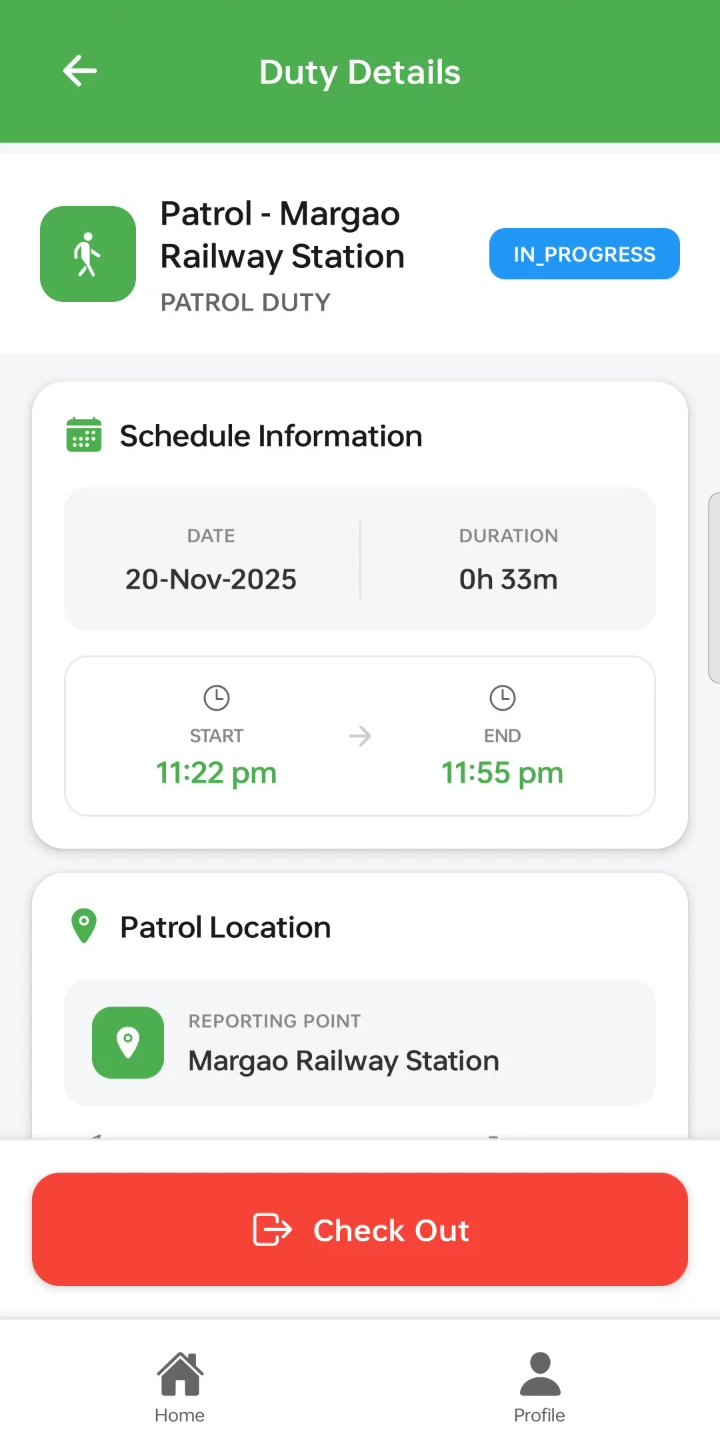 Duty Details
Patrol - Margao
Railway Station
PATROL DUTY
IN_PROGRESS
Schedule Information
DATE
20-Nov-2025
DURATION
0h 33m
START
11:22 pm
END
11:55 pm
Patrol Location
REPORTING POINT
Margao Railway Station
Check Out
Home
Profile